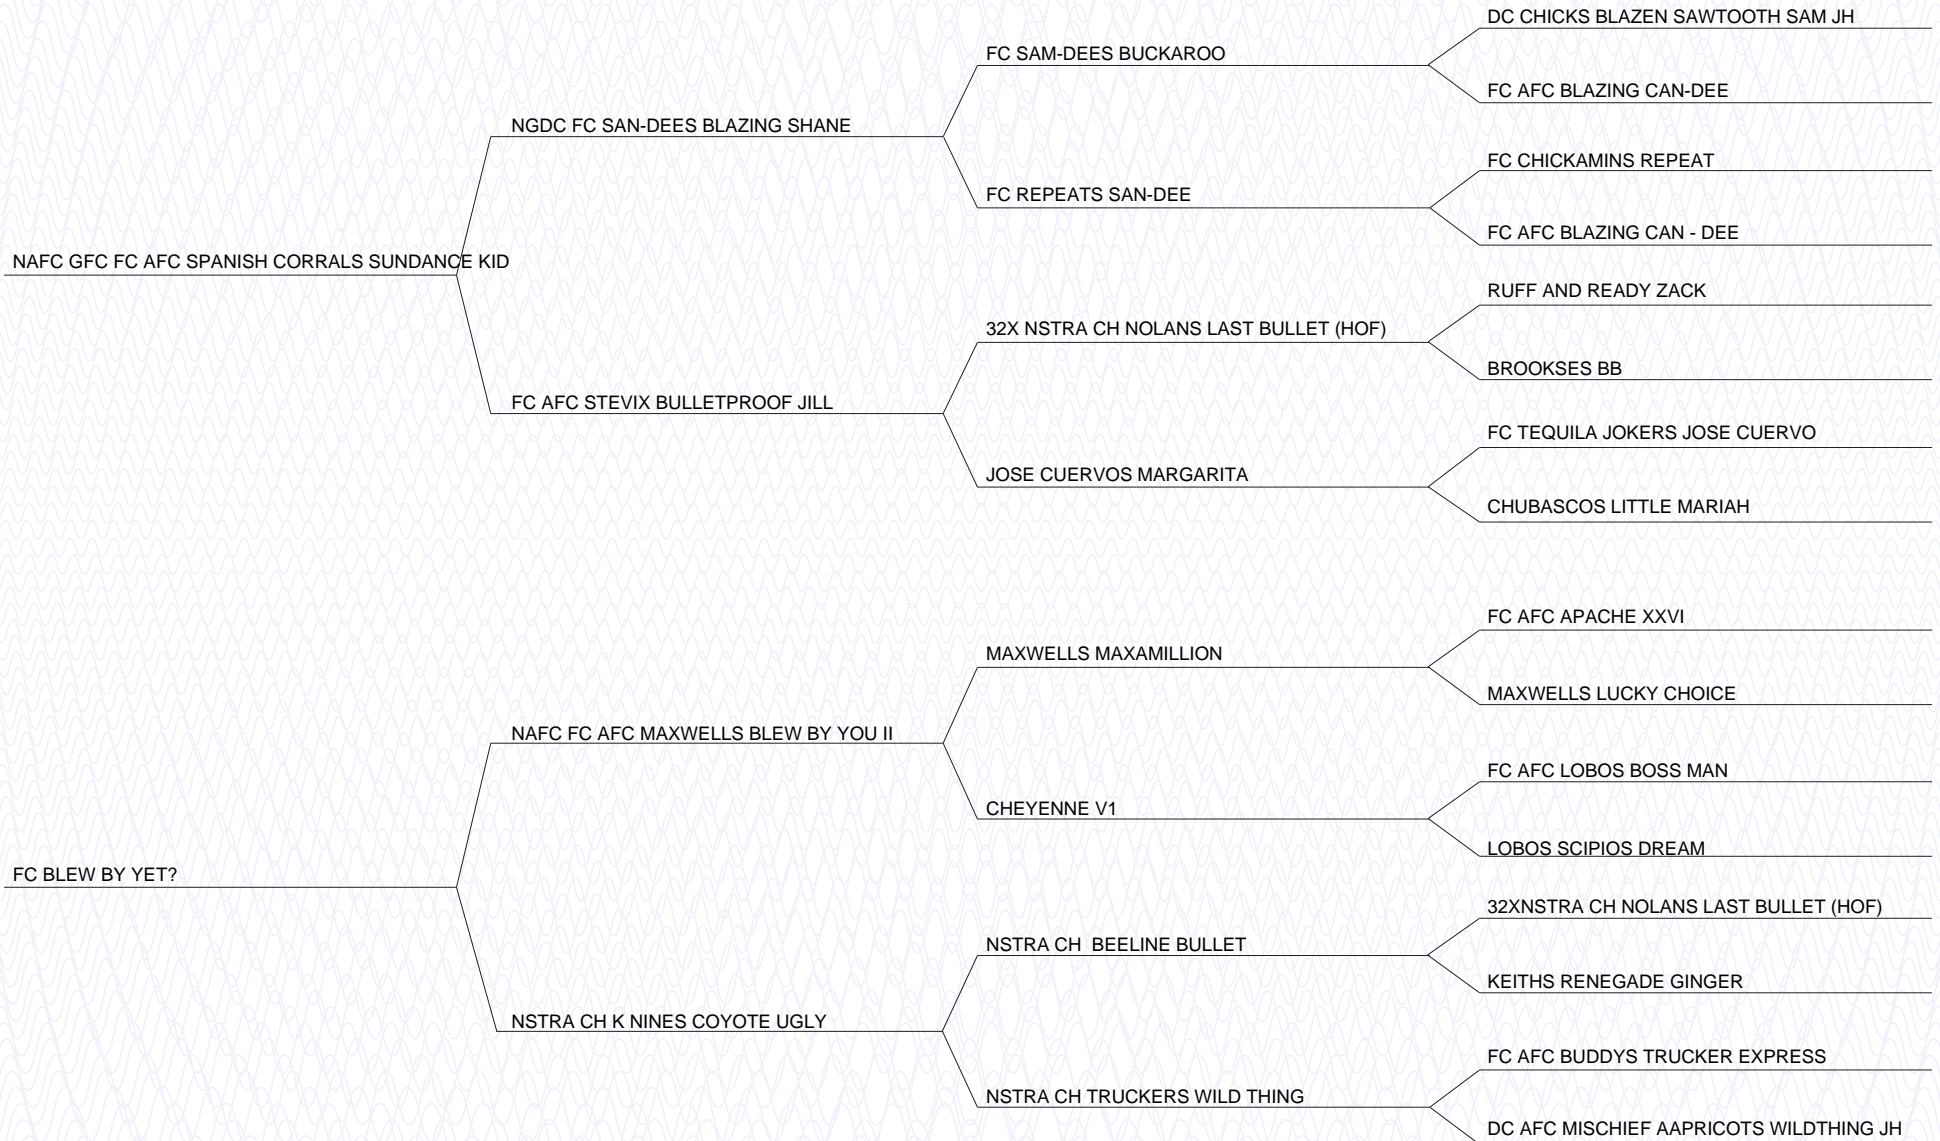 DC CHICKS BLAZEN SAWTOOTH SAM JH
FC SAM-DEES BUCKAROO
FC AFC BLAZING CAN-DEE
NGDC FC SAN-DEES BLAZING SHANE
FC CHICKAMINS REPEAT
FC REPEATS SAN-DEE
FC AFC BLAZING CAN - DEE
NAFC GFC FC AFC SPANISH CORRALS SUNDANCE KID
RUFF AND READY ZACK
32X NSTRA CH NOLANS LAST BULLET (HOF)
BROOKSES BB
FC AFC STEVIX BULLETPROOF JILL
FC TEQUILA JOKERS JOSE CUERVO
JOSE CUERVOS MARGARITA
CHUBASCOS LITTLE MARIAH
FC AFC APACHE XXVI
MAXWELLS MAXAMILLION
MAXWELLS LUCKY CHOICE
NAFC FC AFC MAXWELLS BLEW BY YOU II
FC AFC LOBOS BOSS MAN
CHEYENNE V1
LOBOS SCIPIOS DREAM
FC BLEW BY YET?
32XNSTRA CH NOLANS LAST BULLET (HOF)
NSTRA CH  BEELINE BULLET
KEITHS RENEGADE GINGER
NSTRA CH K NINES COYOTE UGLY
FC AFC BUDDYS TRUCKER EXPRESS
NSTRA CH TRUCKERS WILD THING
DC AFC MISCHIEF AAPRICOTS WILDTHING JH